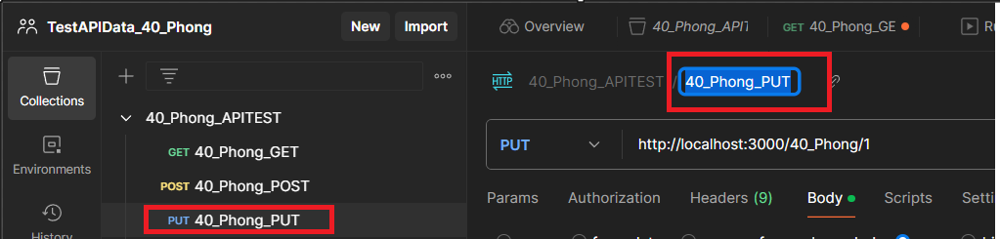 TestAPIData_40_Phong New Import
Overview 40_Phong_APIT GET 40_Phong_GE Ru
Collections
HTTP 40_Phong_APITEST / 40_Phong_PUT
40_Phong_APITEST
PUT http://localhost:3000/40_Phong/1
GET 40_Phong_GET
Environments
POST 40_Phong_POST
Params Authorization Headers (9) Body Scripts Setti
PUT 40_Phong_PUT
History